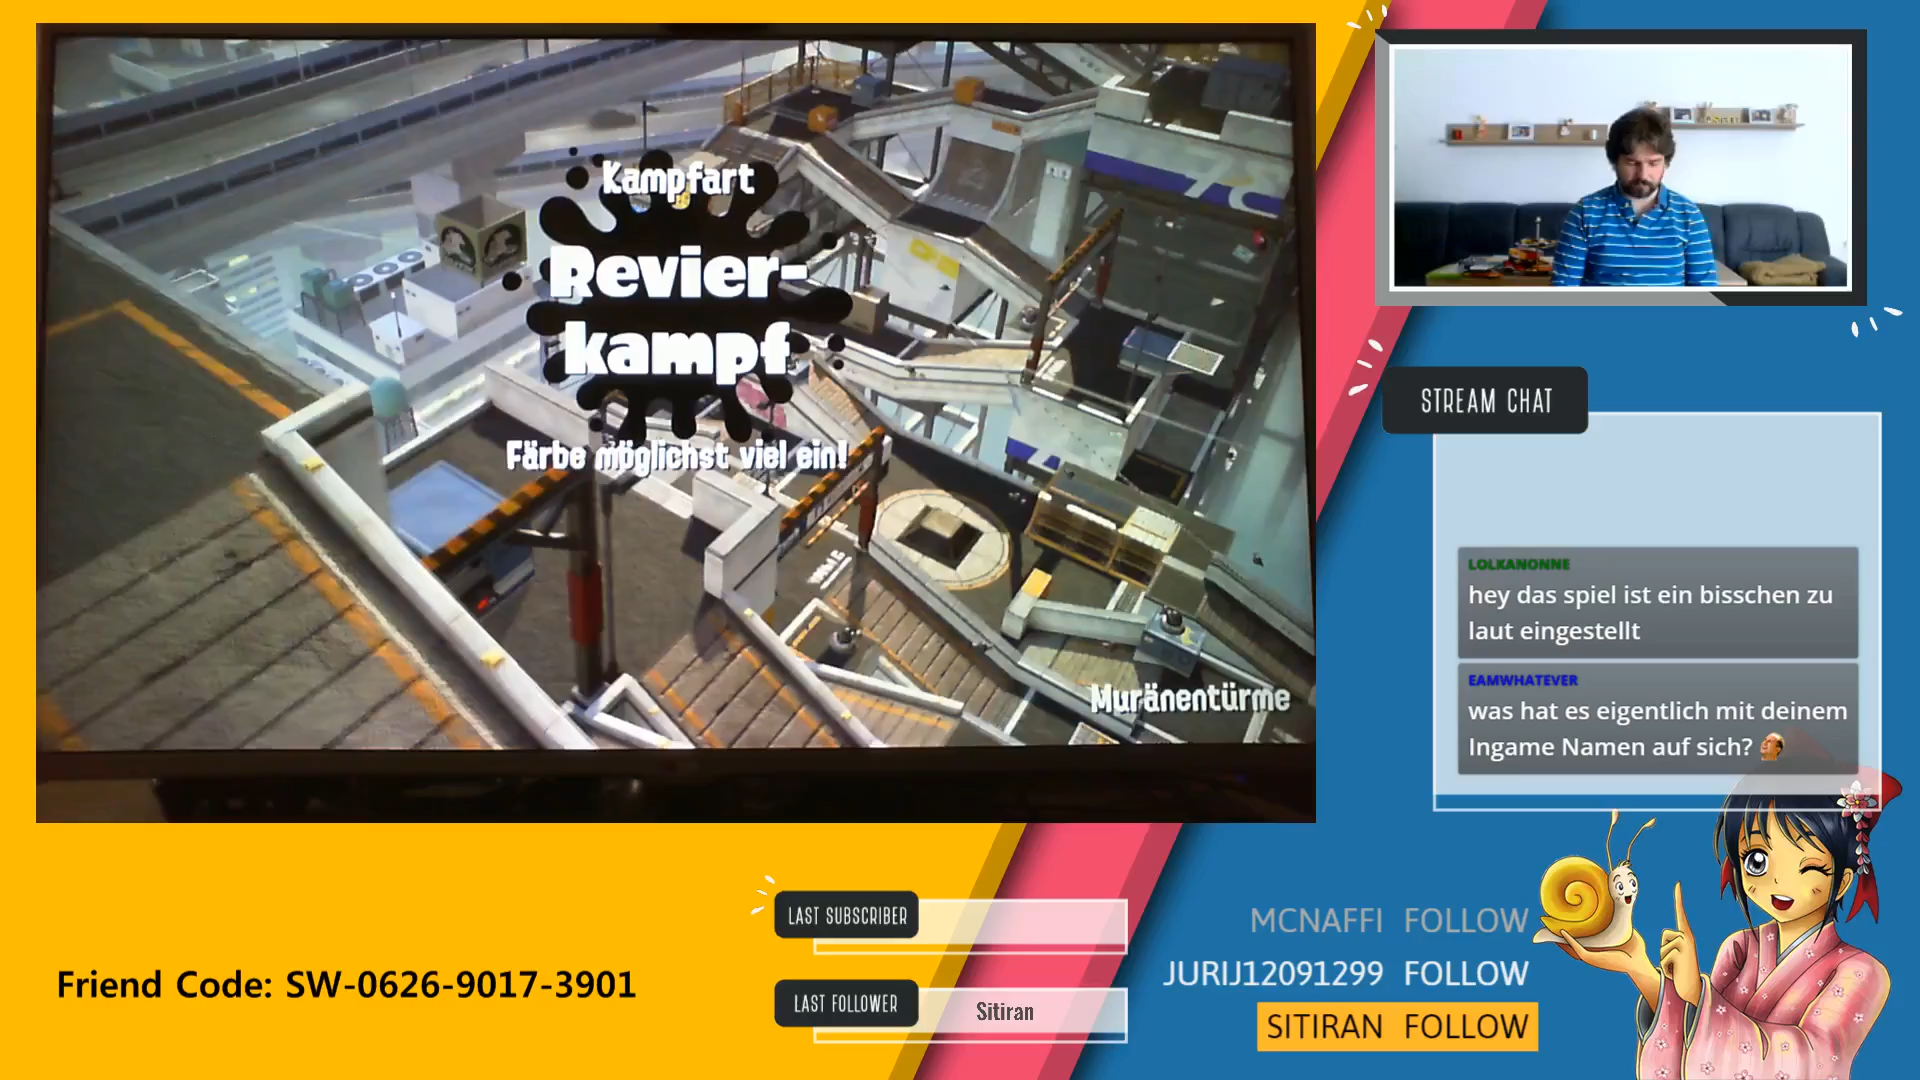 Kampfart
Revier-
kampf
Färbe möglichst viel ein!
Muränentürme
STREAM CHAT
LOLKANONNE
hey das spiel ist ein bisschen zu
laut eingestellt
EAMWHATEVER
was hat es eigentlich mit deinem
Ingame Namen auf sich?
LAST SUBSCRIBER
LAST FOLLOWER
Sitiran
Friend Code: SW-0626-9017-3901
MCNAFFI FOLLOW
JURIJ12091299 FOLLOW
SITIRAN FOLLOW